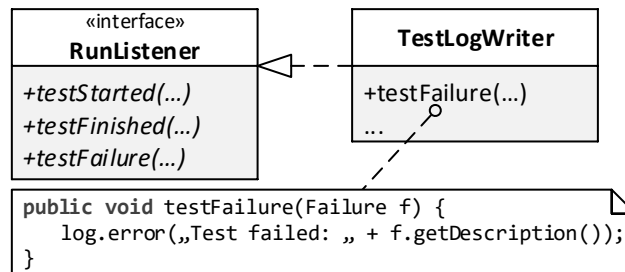 «interface»
RunListener
+testStarted(...)
+testFinished(...)
+testFailure(...)
TestLogWriter
+testFailure(...)
...
public void testFailure(Failure f) {
log.error(„Test failed: „ + f.getDescription());
}